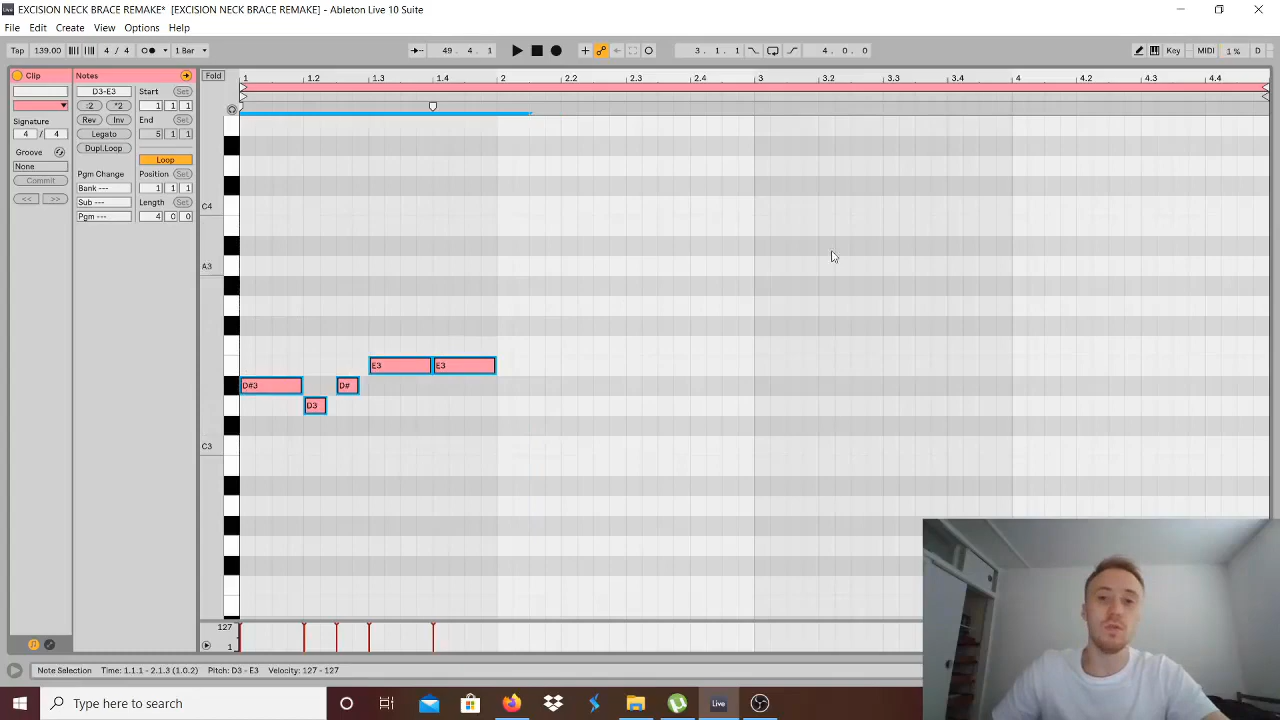 EXCISION NECK BRACE REMAKE* [EXCISION NECK BRACE REMAKE] - Ableton Live 10 Suite
File Edit Create View Options Help
Tap 139.00 4 / 4 1 Bar 49. 4. 1 3. 1. 1 4. 0. 0 Key MIDI 1 % D
Clip Notes Fold 1 1.2 1.3 1.4 2 2.2 2.3 2.4 3 3.2 3.3 3.4 4 4.2 4.3 4.4
D3-E3 Start Set
:2 *2 1 1 1
Signature Rev Inv End Set
4 / 4 Legato 5 1 1
Groove Dupl.Loop
None Loop
Commit Pgm Change Position Set
<< >> Bank --- 1 1 1
Sub --- Length Set
Pgm --- 4 0 0
C4
A3
E3 E3
D#3 D#
D3
C3
127
1
Note Selection Time: 1.1.1 - 2.1.3 (1.0.2) Pitch: D3 - E3 Velocity: 127 - 127
Type here to search Live